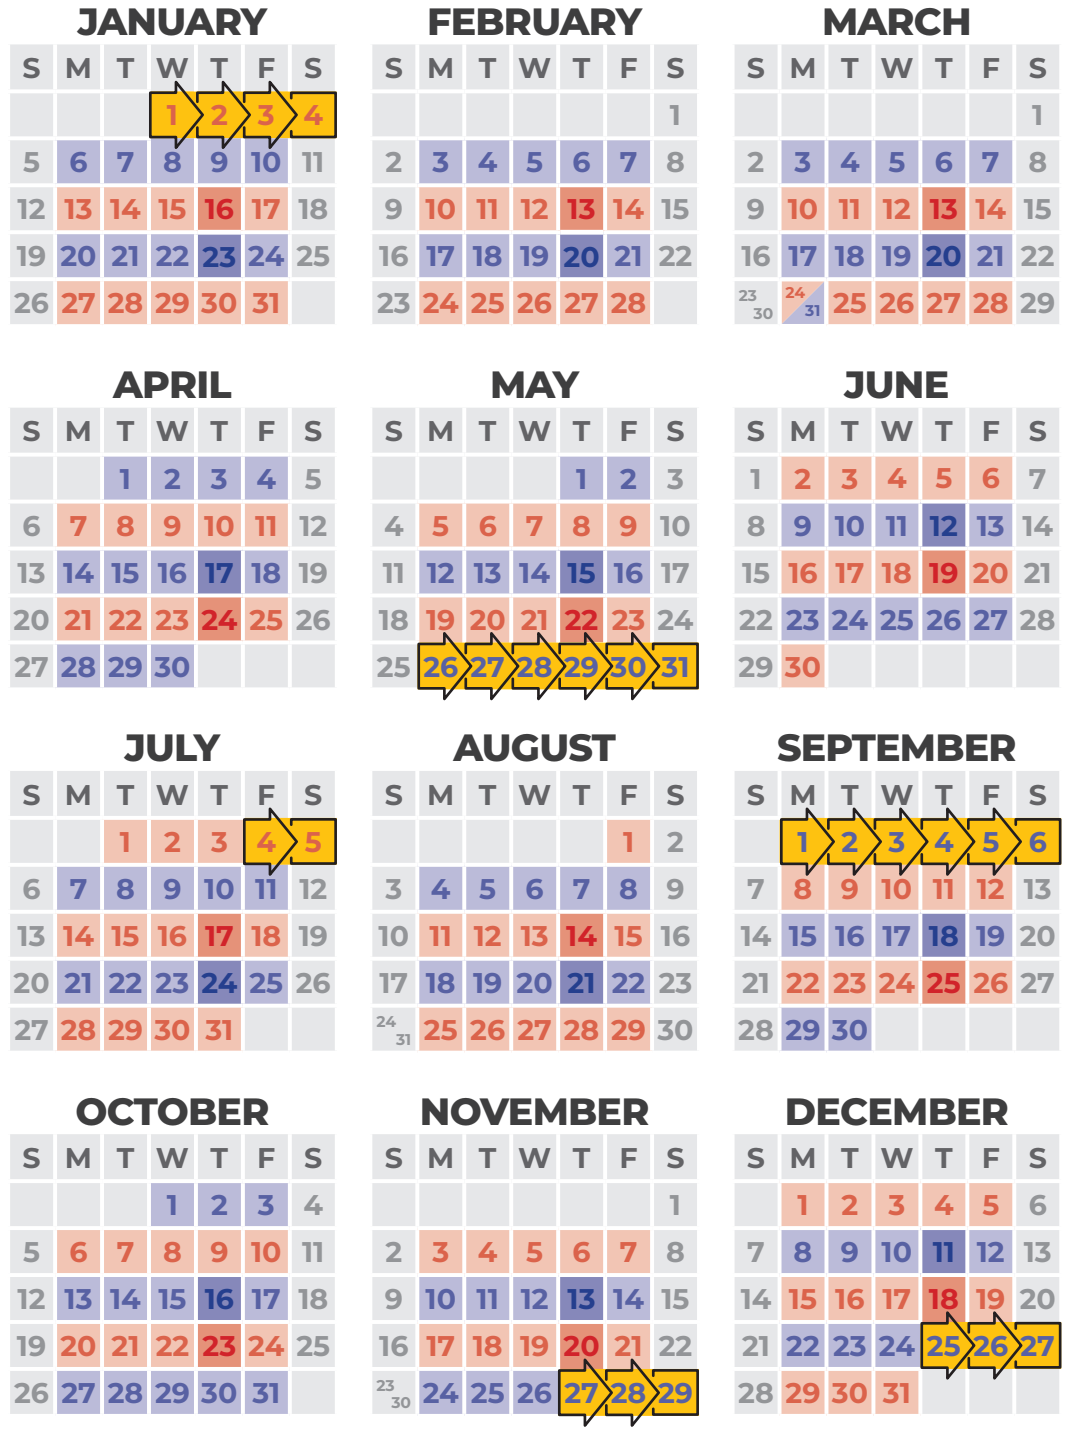 JANUARY
S M T W T F S
1 2 3 4
5 6 7 8 9 10 11
12 13 14 15 16 17 18
19 20 21 22 23 24 25
26 27 28 29 30 31
FEBRUARY
S M T W T F S
1
2 3 4 5 6 7 8
9 10 11 12 13 14 15
16 17 18 19 20 21 22
23 24 25 26 27 28
MARCH
S M T W T F S
1
2 3 4 5 6 7 8
9 10 11 12 13 14 15
16 17 18 19 20 21 22
23 30 24 31 25 26 27 28 29
APRIL
S M T W T F S
1 2 3 4 5
6 7 8 9 10 11 12
13 14 15 16 17 18 19
20 21 22 23 24 25 26
27 28 29 30
MAY
S M T W T F S
1 2 3
4 5 6 7 8 9 10
11 12 13 14 15 16 17
18 19 20 21 22 23 24
25 26 27 28 29 30 31
JUNE
S M T W T F S
1 2 3 4 5 6 7
8 9 10 11 12 13 14
15 16 17 18 19 20 21
22 23 24 25 26 27 28
29 30
JULY
S M T W T F S
1 2 3 4 5
6 7 8 9 10 11 12
13 14 15 16 17 18 19
20 21 22 23 24 25 26
27 28 29 30 31
AUGUST
S M T W T F S
1 2
3 4 5 6 7 8 9
10 11 12 13 14 15 16
17 18 19 20 21 22 23
24 31 25 26 27 28 29 30
SEPTEMBER
S M T W T F S
1 2 3 4 5 6
7 8 9 10 11 12 13
14 15 16 17 18 19 20
21 22 23 24 25 26 27
28 29 30
OCTOBER
S M T W T F S
1 2 3 4
5 6 7 8 9 10 11
12 13 14 15 16 17 18
19 20 21 22 23 24 25
26 27 28 29 30 31
NOVEMBER
S M T W T F S
1
2 3 4 5 6 7 8
9 10 11 12 13 14 15
16 17 18 19 20 21 22
23 30 24 25 26 27 28 29
DECEMBER
S M T W T F S
1 2 3 4 5 6
7 8 9 10 11 12 13
14 15 16 17 18 19 20
21 22 23 24 25 26 27
28 29 30 31